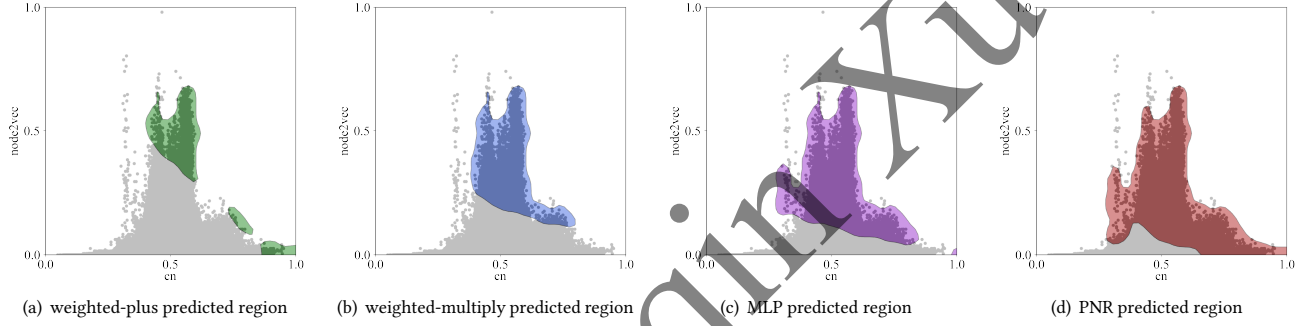 1.0
0.5
0.0
node2vec
0.0 0.5 1.0
cn
(a) weighted-plus predicted region
1.0
0.5
0.0
node2vec
0.0 0.5 1.0
cn
(b) weighted-multiply predicted region
1.0
0.5
0.0
node2vec
0.0 0.5 1.0
cn
(c) MLP predicted region
1.0
0.5
0.0
node2vec
0.0 0.5 1.0
cn
(d) PNR predicted region
Xu